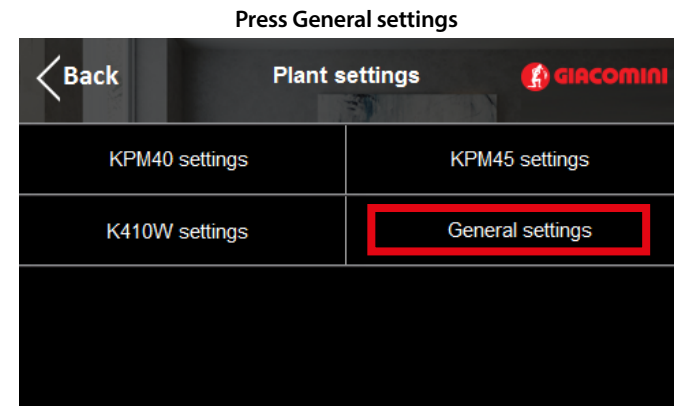 Press General settings
Back Plant settings GIACOMINI
KPM40 settings KPM45 settings
K410W settings General settings